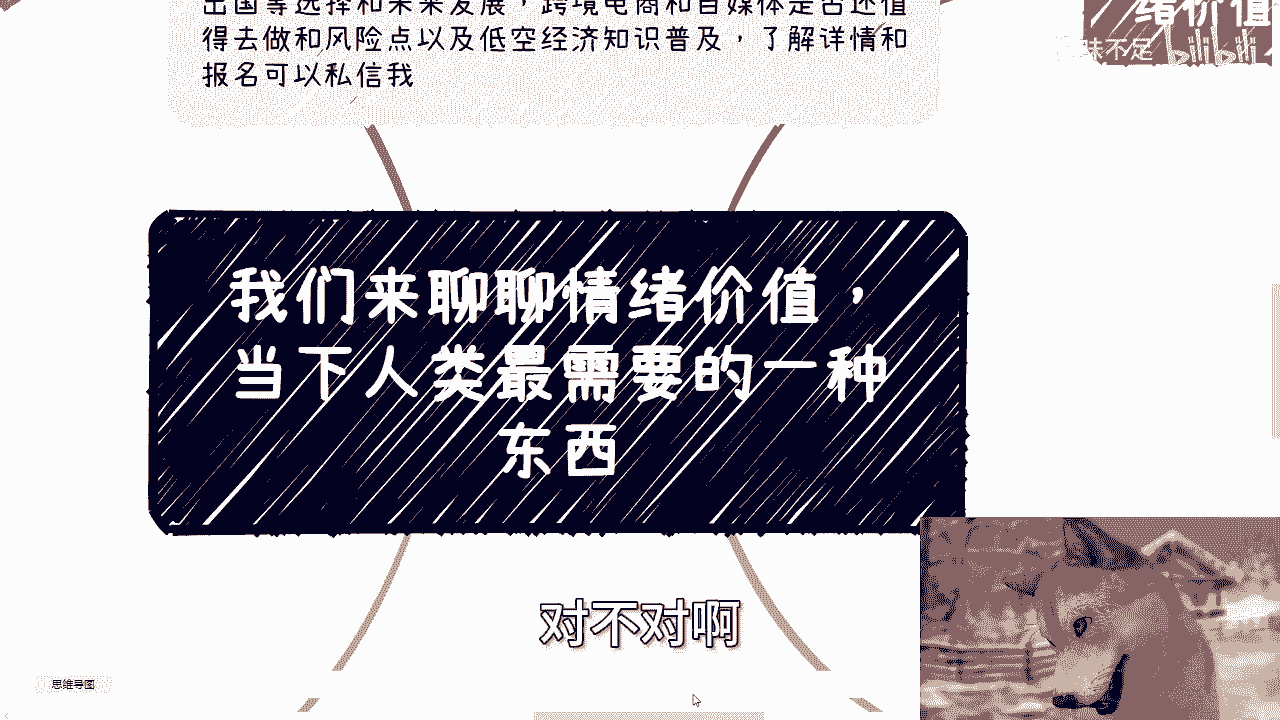 出国等选择和未来发展，跨境电商和自媒体是否还值
得去做和风险点以及低空经济知识普及，了解详情和
报名可以私信我
绪价值
味不足 bilibili
我们来聊聊情绪价值，
当下人类最需要的一种
东西
对不对啊
思维导图